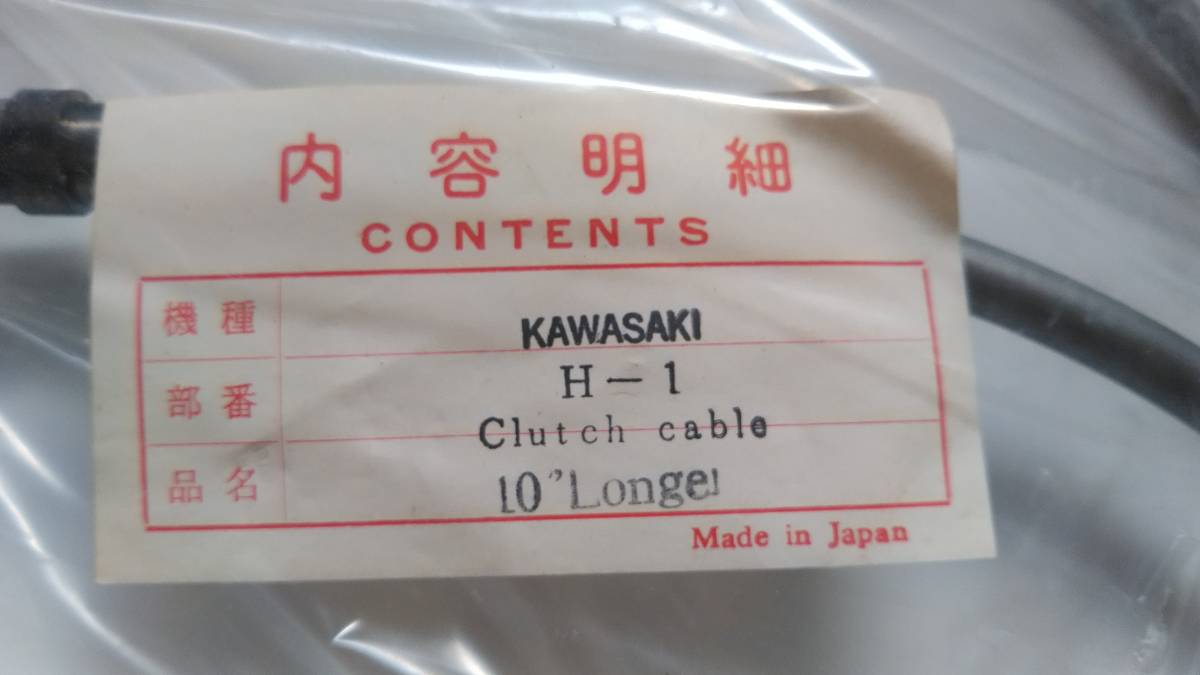 内容明細
CONTENTS
機種
KAWASAKI
部番
H-1
Clutch cable
品名
10" Longer
Made in Japan